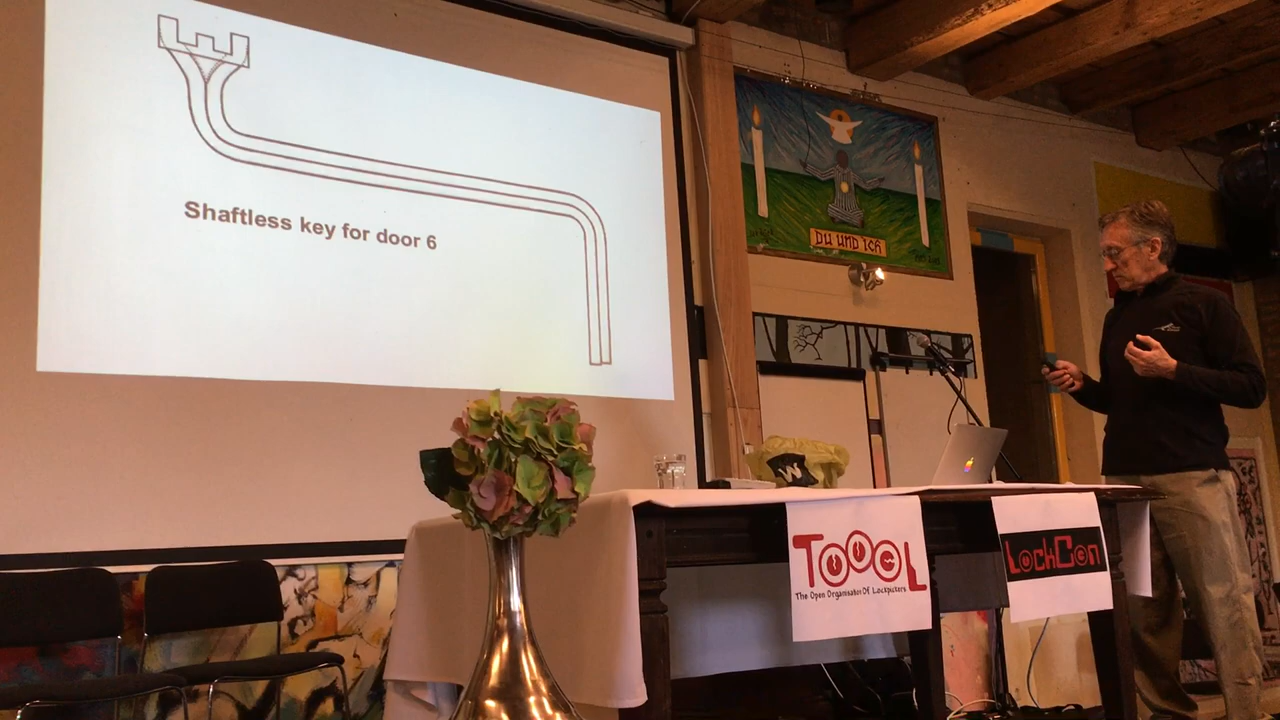 Shaftless key for door 6
DU UND ICH
W
TOOOL
The Open Organisation Of Lockpickers
LockCon